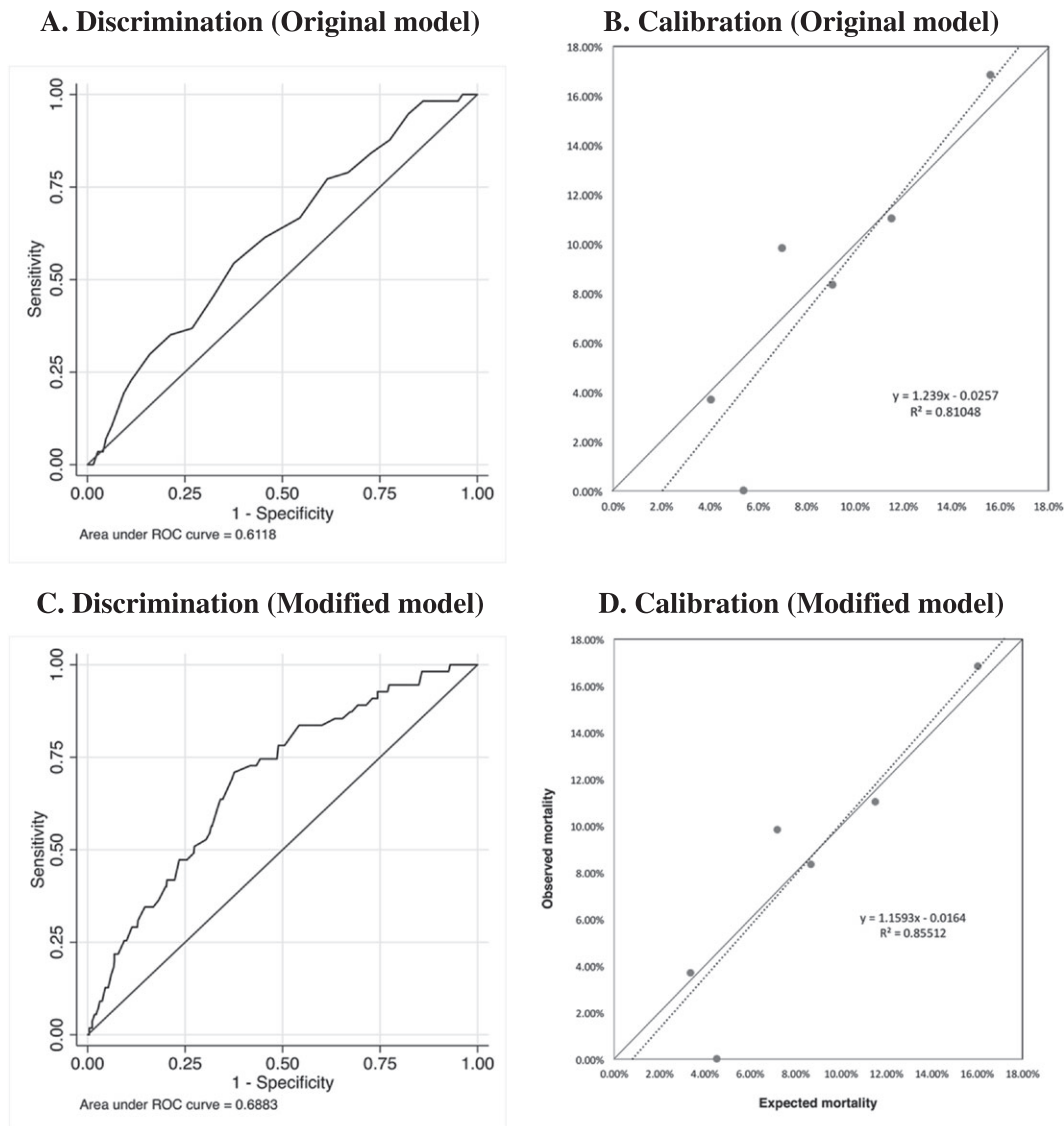 A. Discrimination (Original model)
1.00
0.75
0.50
0.25
0.00
Sensitivity
0.00 0.25 0.50 0.75 1.00
1 - Specificity
Area under ROC curve = 0.6118
B. Calibration (Original model)
18.00%
16.00%
14.00%
12.00%
10.00%
8.00%
6.00%
4.00%
2.00%
0.00%
y = 1.239x - 0.0257
R² = 0.81048
0.0% 2.0% 4.0% 6.0% 8.0% 10.0% 12.0% 14.0% 16.0% 18.0%
C. Discrimination (Modified model)
1.00
0.75
0.50
0.25
0.00
Sensitivity
0.00 0.25 0.50 0.75 1.00
1 - Specificity
Area under ROC curve = 0.6883
D. Calibration (Modified model)
18.00%
16.00%
14.00%
12.00%
10.00%
8.00%
6.00%
4.00%
2.00%
0.00%
Observed mortality
y = 1.1593x - 0.0164
R² = 0.85512
0.00% 2.00% 4.00% 6.00% 8.00% 10.00% 12.00% 14.00% 16.00% 18.00%
Expected mortality